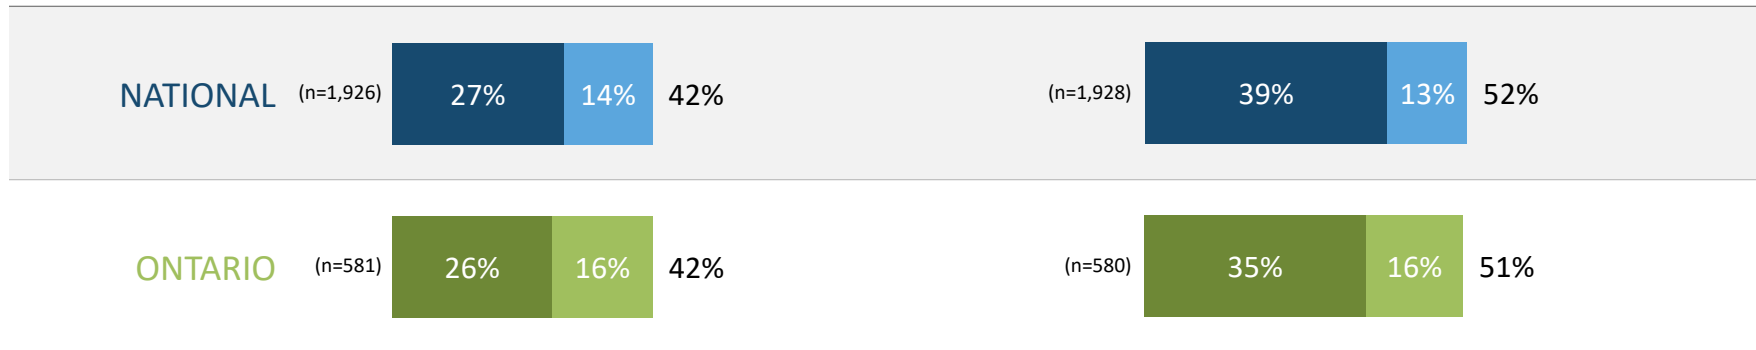 NATIONAL (n=1,926) 27% 14% 42% (n=1,928) 39% 13% 52%
ONTARIO (n=581) 26% 16% 42% (n=580) 35% 16% 51%